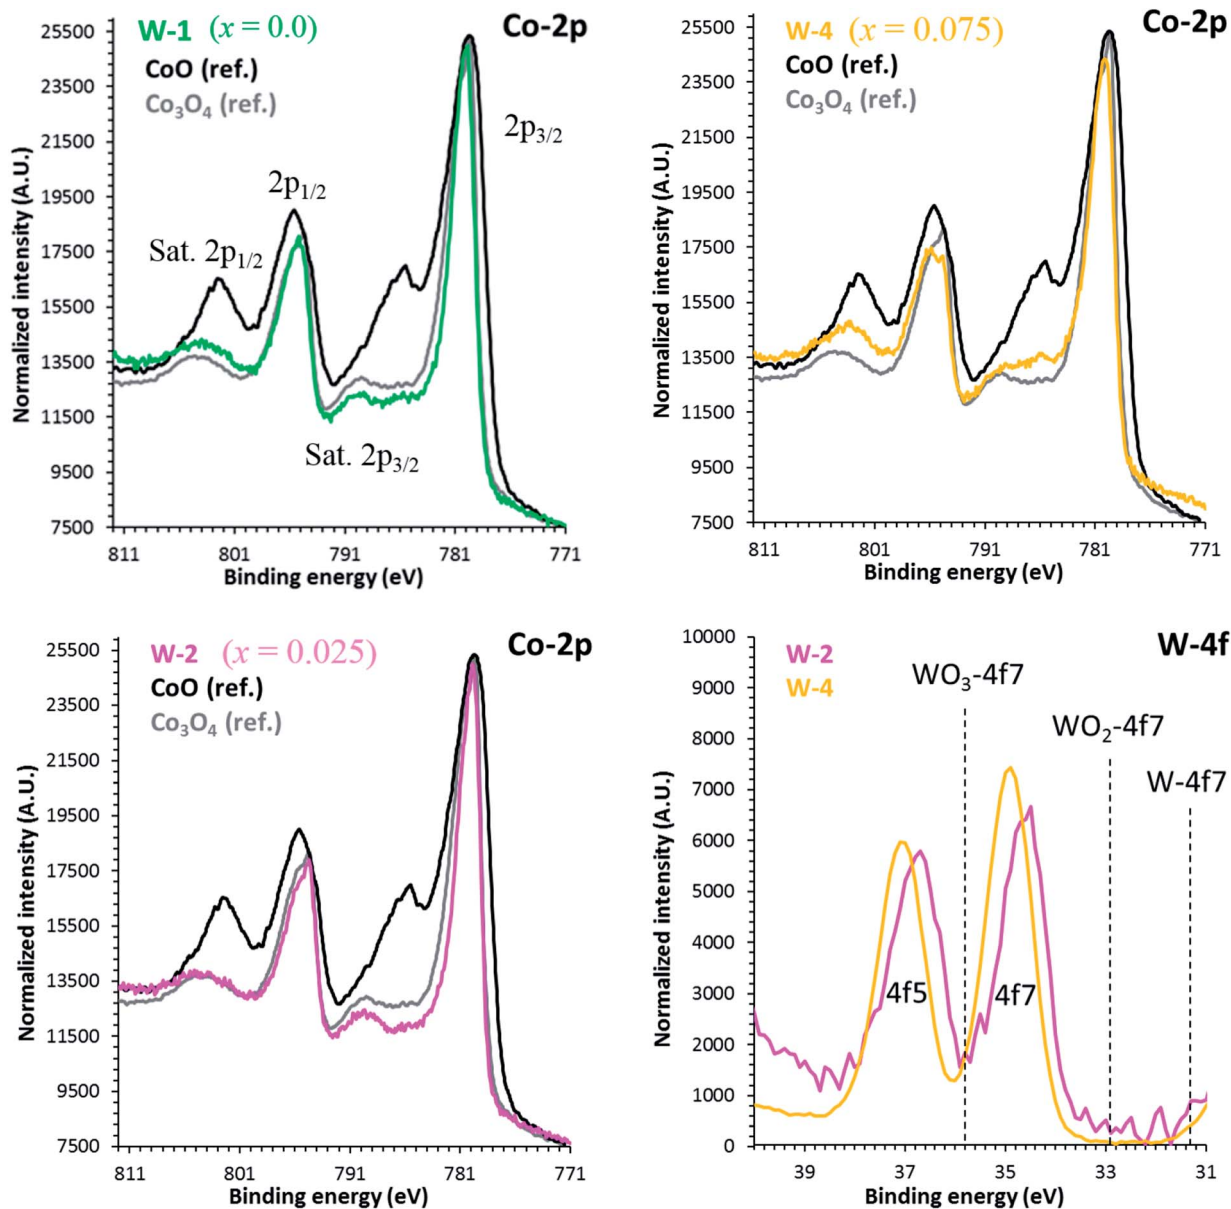 W-1 (x = 0.0)
Co-2p
CoO (ref.)
Co₃O₄ (ref.)
2p₃/₂
2p₁/₂
Sat. 2p₁/₂
Sat. 2p₃/₂
Normalized intensity (A.U.)
25500
23500
21500
19500
17500
15500
13500
11500
9500
7500
811 801 791 781 771
Binding energy (eV)
W-4 (x = 0.075)
Co-2p
CoO (ref.)
Co₃O₄ (ref.)
Normalized intensity (A.U.)
25500
23500
21500
19500
17500
15500
13500
11500
9500
7500
811 801 791 781 771
Binding energy (eV)
W-2 (x = 0.025)
Co-2p
CoO (ref.)
Co₃O₄ (ref.)
Normalized intensity (A.U.)
25500
23500
21500
19500
17500
15500
13500
11500
9500
7500
811 801 791 781 771
Binding energy (eV)
W-4f
W-2
W-4
WO₃-4f7
WO₂-4f7
W-4f7
4f5 4f7
Normalized intensity (A.U.)
10000
9000
8000
7000
6000
5000
4000
3000
2000
1000
0
39 37 35 33 31
Binding energy (eV)